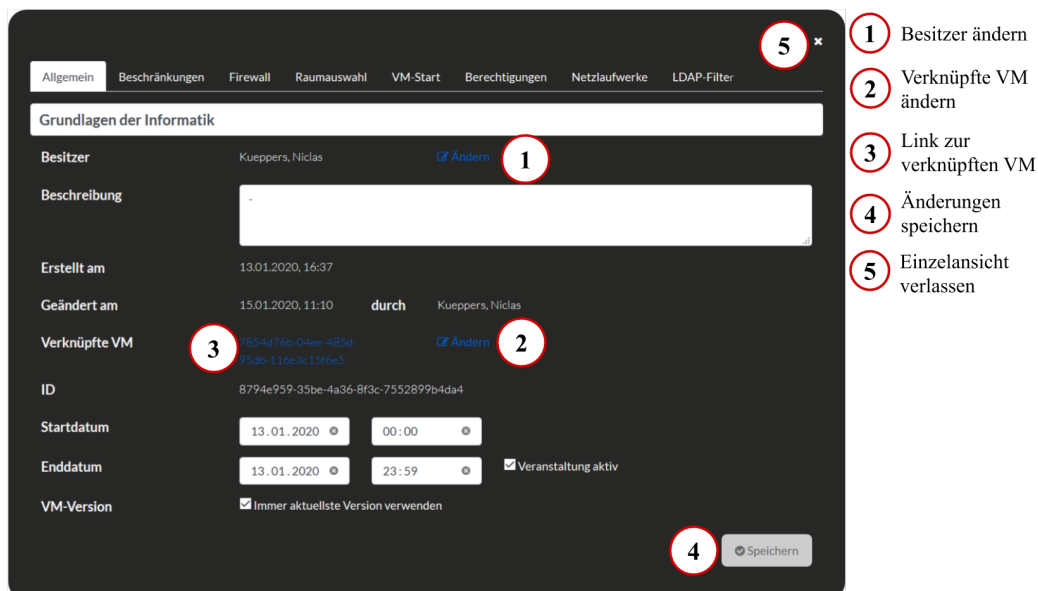 5
Allgemein Beschränkungen Firewall Raumauswahl VM-Start Berechtigungen Netzlaufwerke LDAP-Filter
Grundlagen der Informatik
Besitzer Kueppers, Niclas Ändern 1
Beschreibung -
Erstellt am 13.01.2020, 16:37
Geändert am 15.01.2020, 11:10 durch Kueppers, Niclas
Verknüpfte VM 3 7854d76b-04ee-485d- Ändern 2
95db-116e3c15f6e5
ID 8794e959-35be-4a36-8f3c-7552899b4da4
Startdatum 13.01.2020 00:00
Enddatum 13.01.2020 23:59 Veranstaltung aktiv
VM-Version Immer aktuellste Version verwenden
4 Speichern
1 Besitzer ändern
2 Verknüpfte VM
ändern
3 Link zur
verknüpften VM
4 Änderungen
speichern
5 Einzelansicht
verlassen